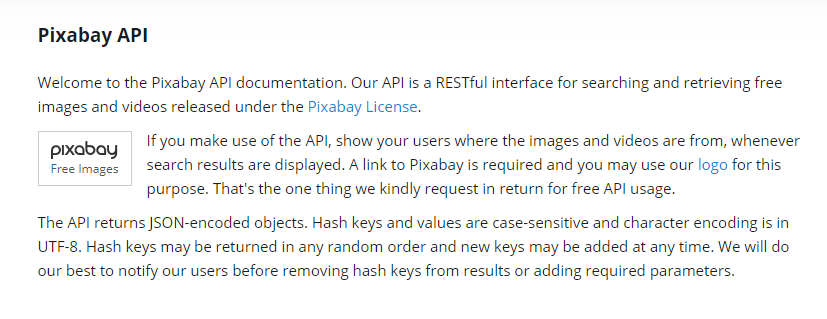 Pixabay API
Welcome to the Pixabay API documentation. Our API is a RESTful interface for searching and retrieving free
images and videos released under the Pixabay License.
pixabay
Free Images
If you make use of the API, show your users where the images and videos are from, whenever
search results are displayed. A link to Pixabay is required and you may use our logo for this
purpose. That's the one thing we kindly request in return for free API usage.
The API returns JSON-encoded objects. Hash keys and values are case-sensitive and character encoding is in
UTF-8. Hash keys may be returned in any random order and new keys may be added at any time. We will do
our best to notify our users before removing hash keys from results or adding required parameters.